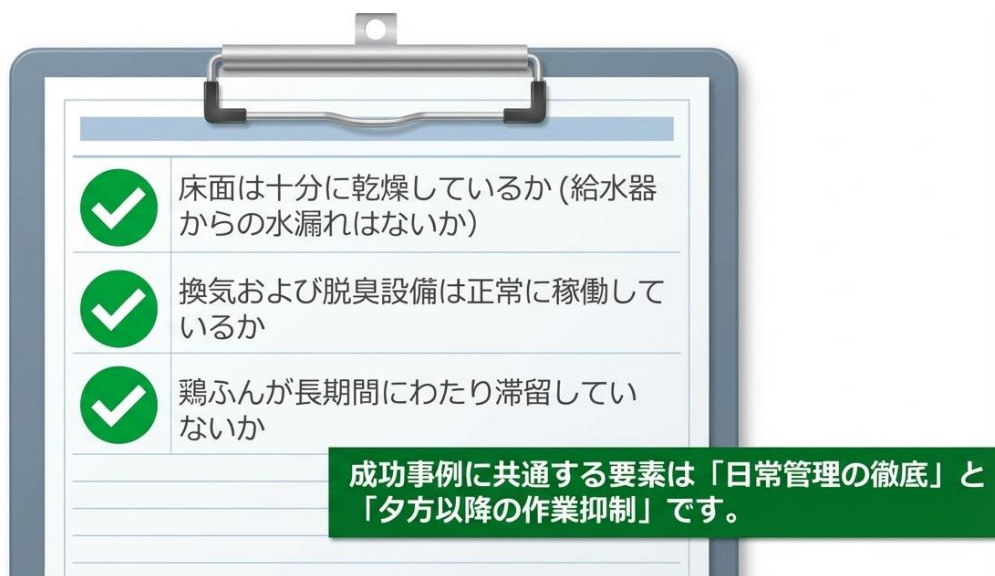 床面は十分に乾燥しているか (給水器
からの水漏れはないか)
換気および脱臭設備は正常に稼働して
いるか
鶏ふんが長期間にわたり滞留してい
ないか
成功事例に共通する要素は「日常管理の徹底」と
「夕方以降の作業抑制」です。